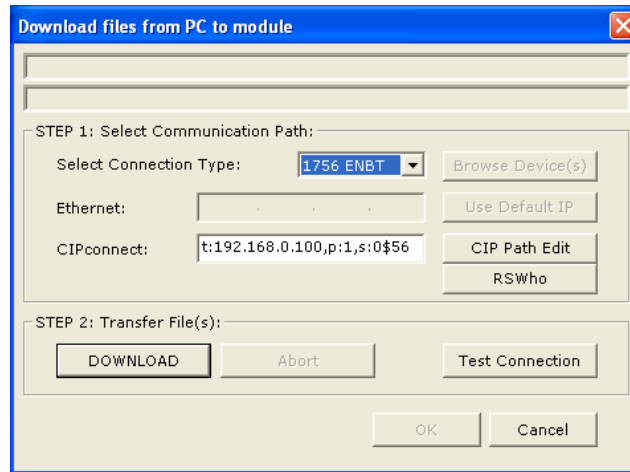 Download files from PC to module
STEP 1: Select Communication Path:
Select Connection Type: 1756 ENBT Browse Device(s)
Ethernet: . . . Use Default IP
CIPconnect: t:192.168.0.100,p:1,s:0$56 CIP Path Edit
RSWho
STEP 2: Transfer File(s):
DOWNLOAD Abort Test Connection
OK Cancel